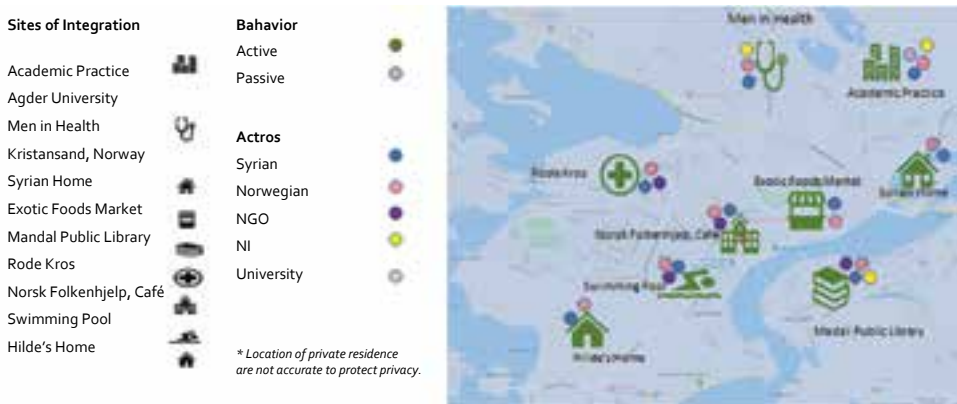 Sites of Integration
Academic Practice
Agder University
Men in Health
Kristansand, Norway
Syrian Home
Exotic Foods Market
Mandal Public Library
Rode Kros
Norsk Folkenhjelp, Café
Swimming Pool
Hilde's Home
Bahavior
Active
Passive
Actros
Syrian
Norwegian
NGO
NI
University
* Location of private residence
are not accurate to protect privacy.
Men in Health
Academic Practice
Rode Kros
Exotic Foods Market
Syrian Home
Norsk Folkenhjelp, Café
Swimming Pool
Medal Public Library
Hilde's Home